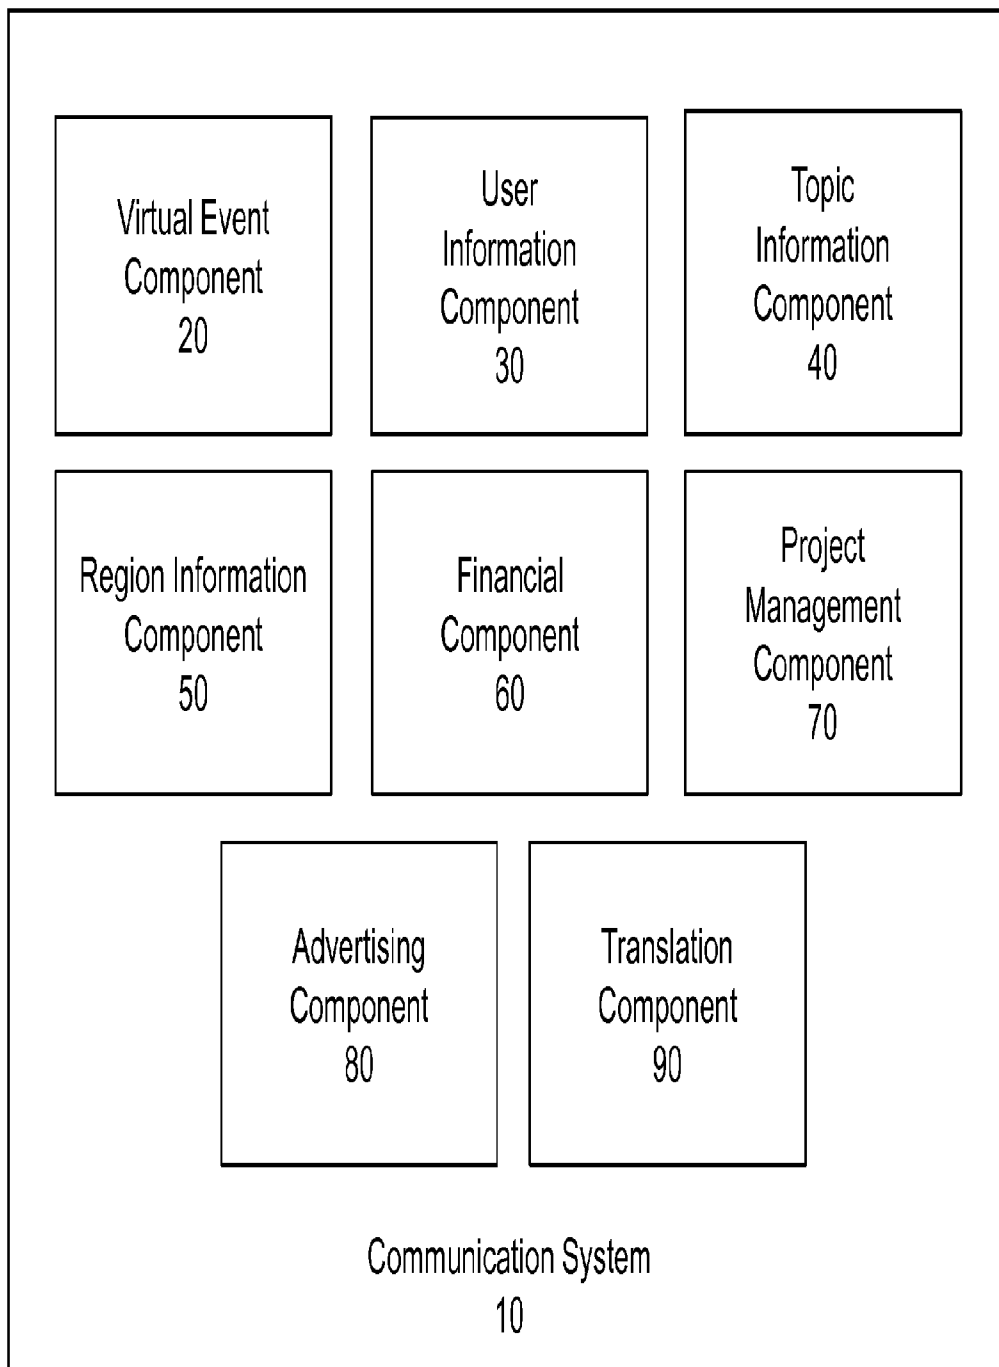 Virtual Event
Component
20
User
Information
Component
30
Topic
Information
Component
40
Region Information
Component
50
Financial
Component
60
Project
Management
Component
70
Advertising
Component
80
Translation
Component
90
Communication System
10